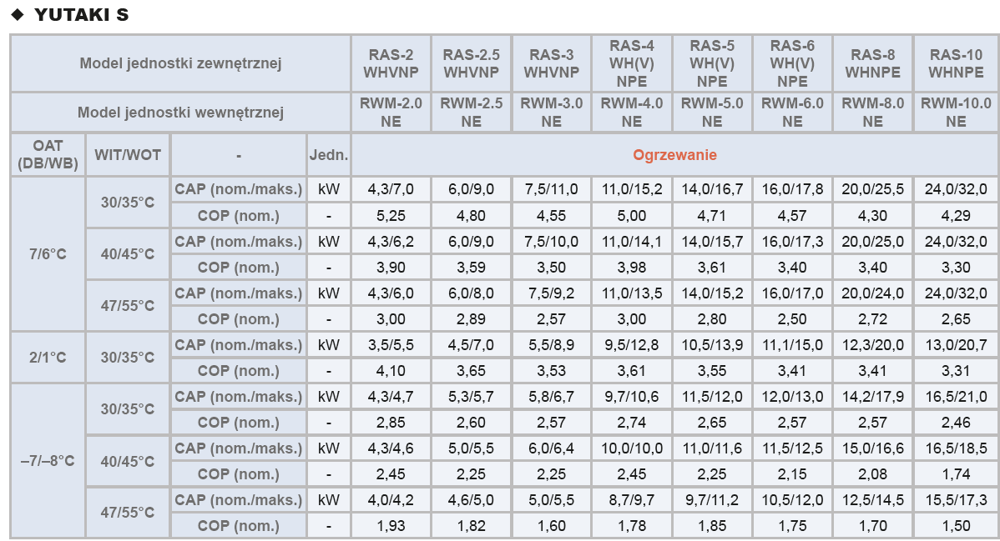 ◆ YUTAKI S
Model jednostki zewnętrznej RAS-2 WHVNP RAS-2.5 WHVNP RAS-3 WHVNP RAS-4 WH(V) NPE RAS-5 WH(V) NPE RAS-6 WH(V) NPE RAS-8 WHNPE RAS-10 WHNPE
Model jednostki wewnętrznej RWM-2.0 NE RWM-2.5 NE RWM-3.0 NE RWM-4.0 NE RWM-5.0 NE RWM-6.0 NE RWM-8.0 NE RWM-10.0 NE
OAT (DB/WB) WIT/WOT - Jedn. Ogrzewanie
7/6°C 30/35°C CAP (nom./maks.) kW 4,3/7,0 6,0/9,0 7,5/11,0 11,0/15,2 14,0/16,7 16,0/17,8 20,0/25,5 24,0/32,0
COP (nom.) - 5,25 4,80 4,55 5,00 4,71 4,57 4,30 4,29
40/45°C CAP (nom./maks.) kW 4,3/6,2 6,0/9,0 7,5/10,0 11,0/14,1 14,0/15,7 16,0/17,3 20,0/25,0 24,0/32,0
COP (nom.) - 3,90 3,59 3,50 3,98 3,61 3,40 3,40 3,30
47/55°C CAP (nom./maks.) kW 4,3/6,0 6,0/8,0 7,5/9,2 11,0/13,5 14,0/15,2 16,0/17,0 20,0/24,0 24,0/32,0
COP (nom.) - 3,00 2,89 2,57 3,00 2,80 2,50 2,72 2,65
2/1°C 30/35°C CAP (nom./maks.) kW 3,5/5,5 4,5/7,0 5,5/8,9 9,5/12,8 10,5/13,9 11,1/15,0 12,3/20,0 13,0/20,7
COP (nom.) - 4,10 3,65 3,53 3,61 3,55 3,41 3,41 3,31
–7/–8°C 30/35°C CAP (nom./maks.) kW 4,3/4,7 5,3/5,7 5,8/6,7 9,7/10,6 11,5/12,0 12,0/13,0 14,2/17,9 16,5/21,0
COP (nom.) - 2,85 2,60 2,57 2,74 2,65 2,57 2,57 2,46
40/45°C CAP (nom./maks.) kW 4,3/4,6 5,0/5,5 6,0/6,4 10,0/10,0 11,0/11,6 11,5/12,5 15,0/16,6 16,5/18,5
COP (nom.) - 2,45 2,25 2,25 2,45 2,25 2,15 2,08 1,74
47/55°C CAP (nom./maks.) kW 4,0/4,2 4,6/5,0 5,0/5,5 8,7/9,7 9,7/11,2 10,5/12,0 12,5/14,5 15,5/17,3
COP (nom.) - 1,93 1,82 1,60 1,78 1,85 1,75 1,70 1,50